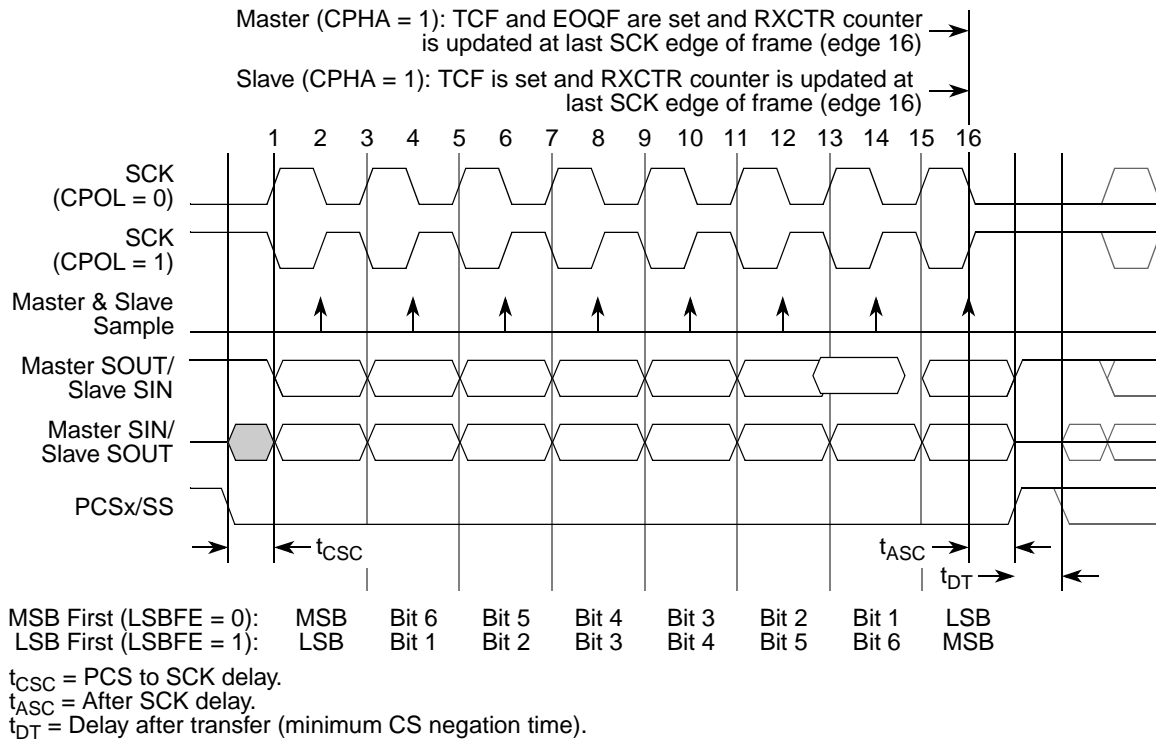 Master (CPHA = 1): TCF and EOQF are set and RXCTR counter
is updated at last SCK edge of frame (edge 16)
Slave (CPHA = 1): TCF is set and RXCTR counter is updated at
last SCK edge of frame (edge 16)
1 2 3 4 5 6 7 8 9 10 11 12 13 14 15 16
SCK
(CPOL = 0)
SCK
(CPOL = 1)
Master & Slave
Sample
Master SOUT/
Slave SIN
Master SIN/
Slave SOUT
PCSx/SS
tCSC tASC
tDT
MSB First (LSBFE = 0): MSB Bit 6 Bit 5 Bit 4 Bit 3 Bit 2 Bit 1 LSB
LSB First (LSBFE = 1): LSB Bit 1 Bit 2 Bit 3 Bit 4 Bit 5 Bit 6 MSB
tCSC = PCS to SCK delay.
tASC = After SCK delay.
tDT = Delay after transfer (minimum CS negation time).